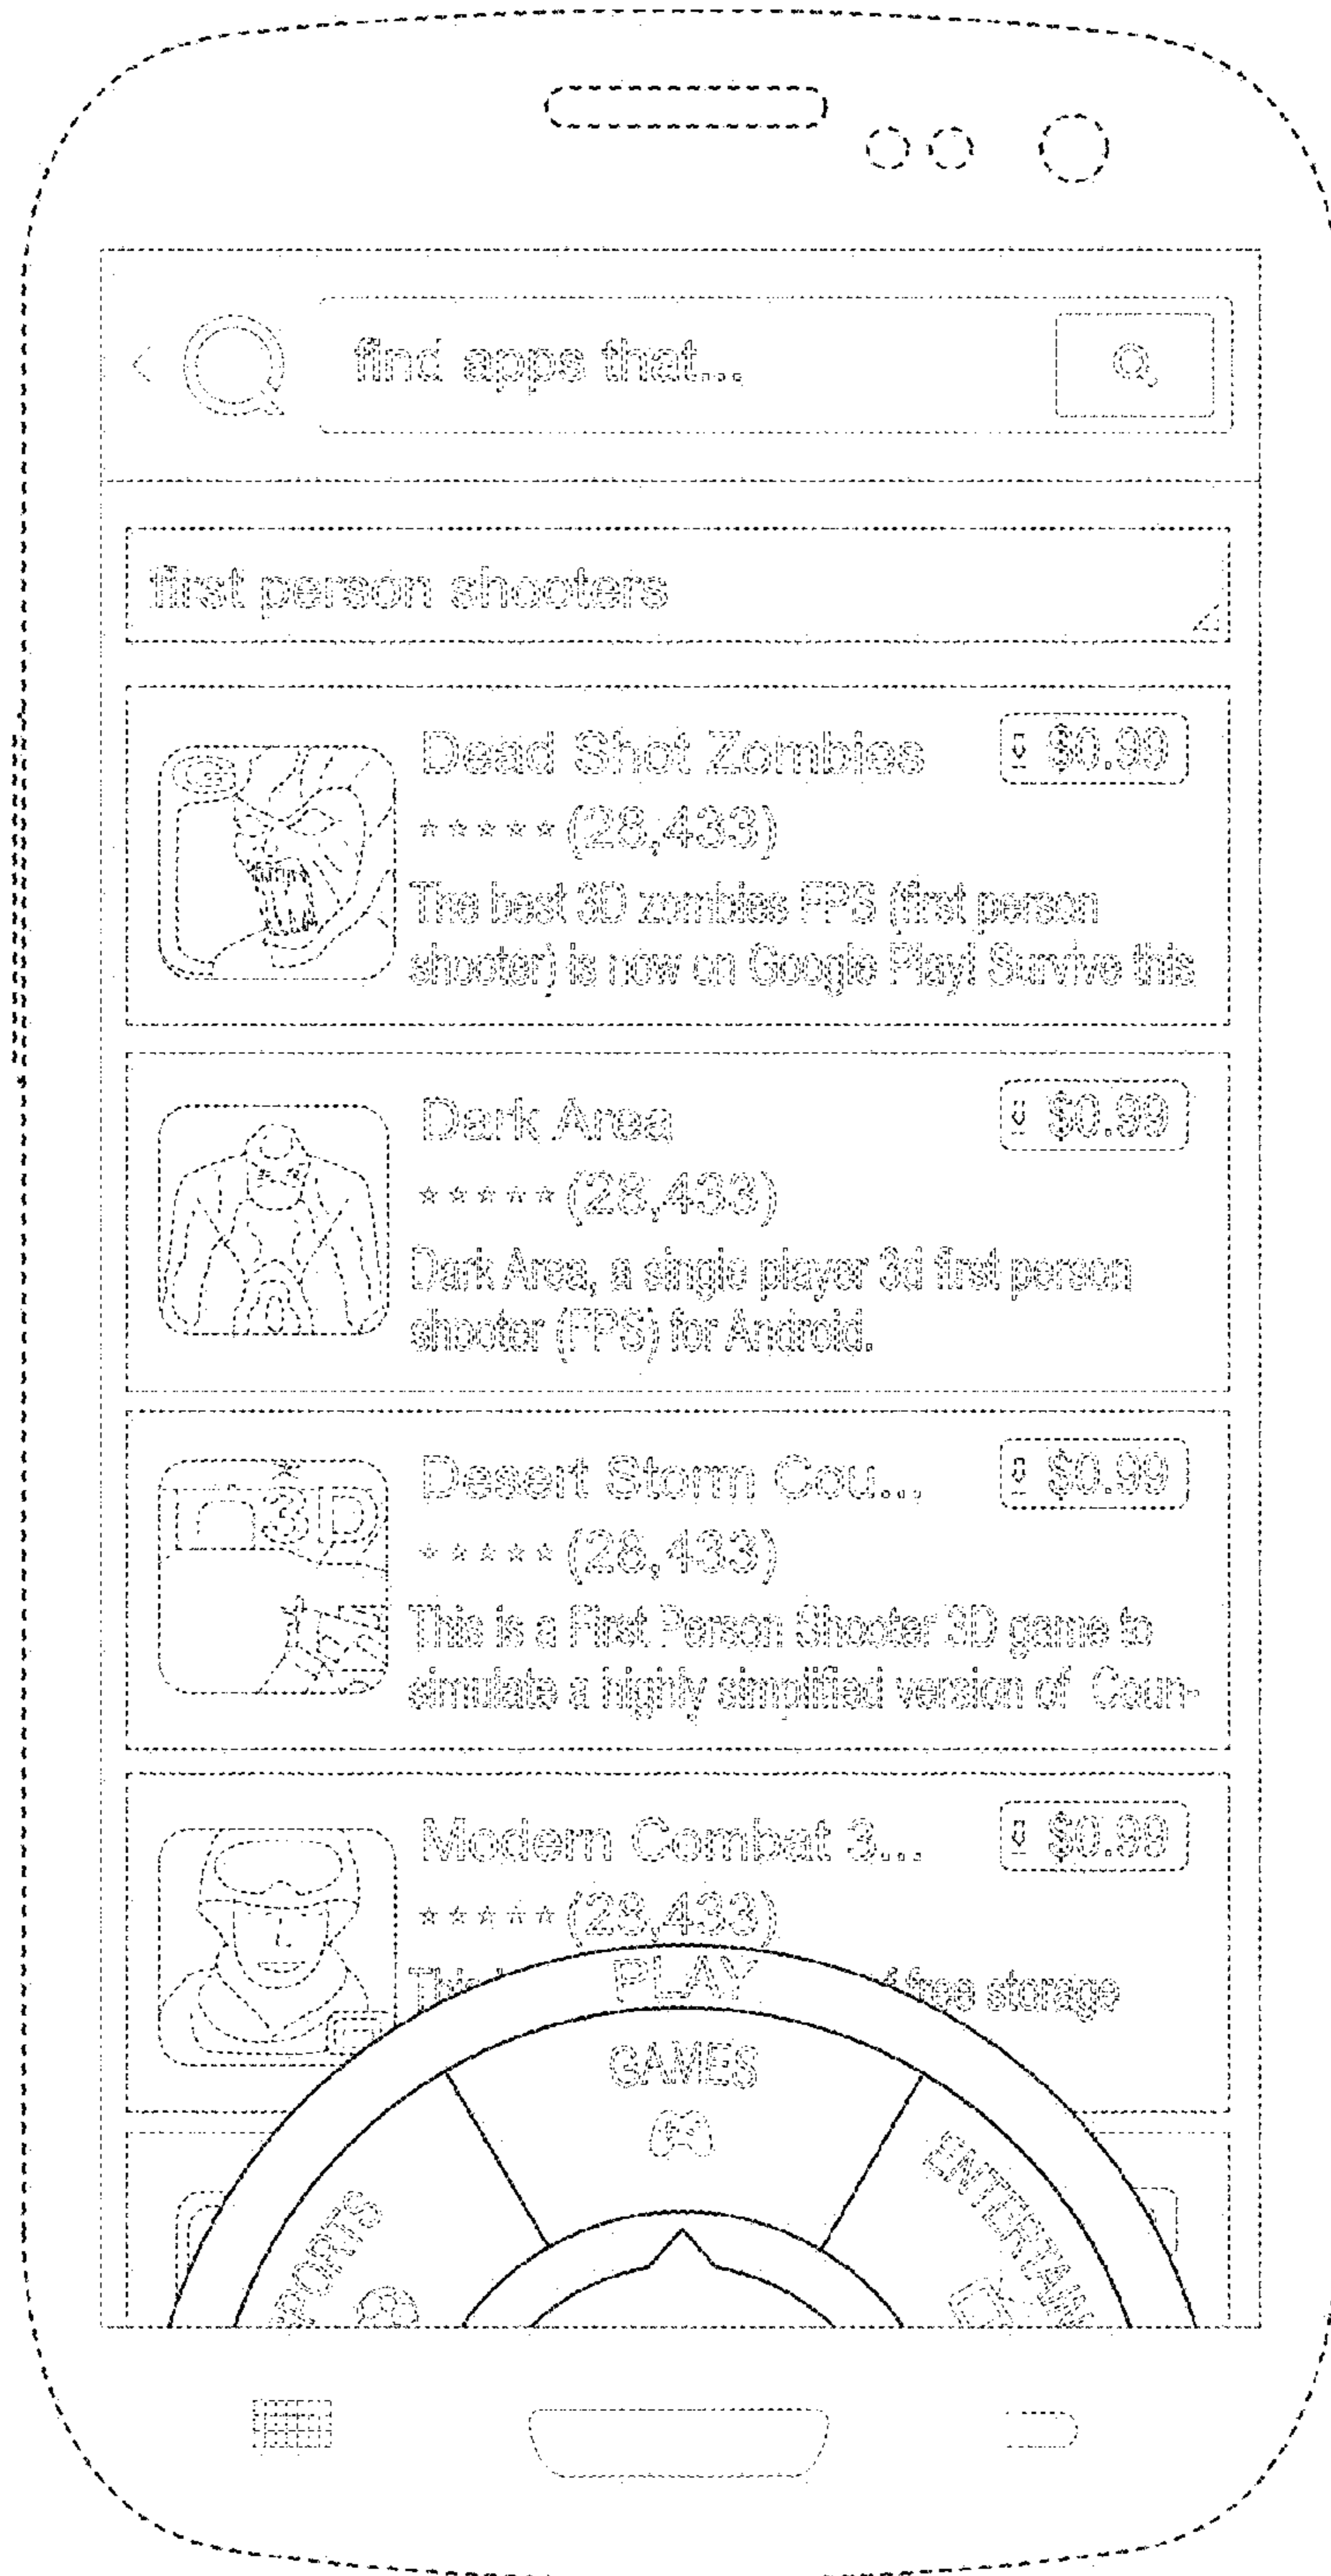 find apps that...
first person shooters
Dead Shot Zombies
$0.99
(28,433)
The best 3D zombies FPS (first person
shooter) is now on Google Play! Survive this
Dark Area
$0.99
(28,433)
Dark Area, a single player 3d first person
shooter (FPS) for Android.
3D
Desert Storm Cou...
$0.99
(28,433)
This is a First Person Shooter 3D game to
simulate a highly simplified version of Coun-
Modern Combat 3...
$0.99
(28,433)
This
free storage
PLAY
GAMES
SPORTS
ENTERTAIN